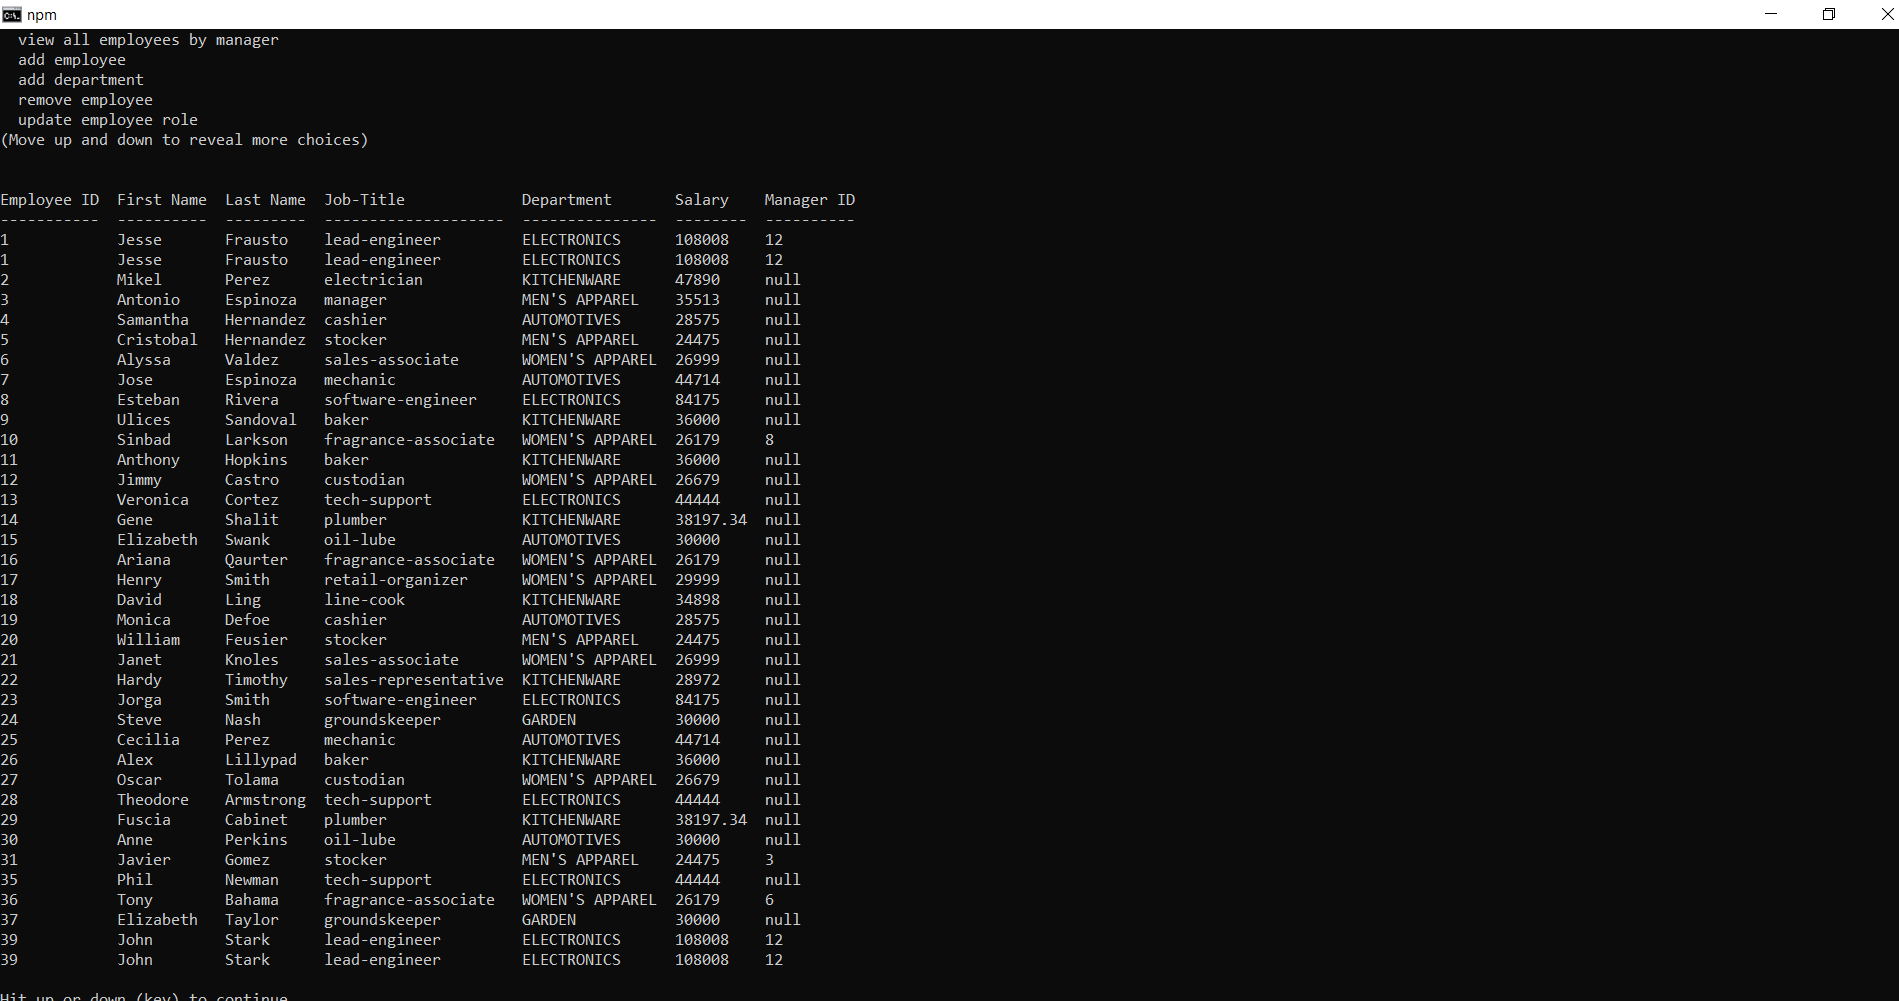 npm
view all employees by manager
add employee
add department
remove employee
update employee role
(Move up and down to reveal more choices)
Employee ID  First Name  Last Name  Job-Title             Department       Salary    Manager ID
-----------  ----------  ---------  --------------------  ---------------  --------  ----------
1            Jesse       Frausto    lead-engineer         ELECTRONICS      108008    12
1            Jesse       Frausto    lead-engineer         ELECTRONICS      108008    12
2            Mikel       Perez      electrician           KITCHENWARE      47890     null
3            Antonio     Espinoza   manager               MEN'S APPAREL    35513     null
4            Samantha    Hernandez  cashier               AUTOMOTIVES      28575     null
5            Cristobal   Hernandez  stocker               MEN'S APPAREL    24475     null
6            Alyssa      Valdez     sales-associate       WOMEN'S APPAREL  26999     null
7            Jose        Espinoza   mechanic              AUTOMOTIVES      44714     null
8            Esteban     Rivera     software-engineer     ELECTRONICS      84175     null
9            Ulices      Sandoval   baker                 KITCHENWARE      36000     null
10           Sinbad      Larkson    fragrance-associate   WOMEN'S APPAREL  26179     8
11           Anthony     Hopkins    baker                 KITCHENWARE      36000     null
12           Jimmy       Castro     custodian             WOMEN'S APPAREL  26679     null
13           Veronica    Cortez     tech-support          ELECTRONICS      44444     null
14           Gene        Shalit     plumber               KITCHENWARE      38197.34  null
15           Elizabeth   Swank      oil-lube              AUTOMOTIVES      30000     null
16           Ariana      Qaurter    fragrance-associate   WOMEN'S APPAREL  26179     null
17           Henry       Smith      retail-organizer      WOMEN'S APPAREL  29999     null
18           David       Ling       line-cook             KITCHENWARE      34898     null
19           Monica      Defoe      cashier               AUTOMOTIVES      28575     null
20           William     Feusier    stocker               MEN'S APPAREL    24475     null
21           Janet       Knoles     sales-associate       WOMEN'S APPAREL  26999     null
22           Hardy       Timothy    sales-representative  KITCHENWARE      28972     null
23           Jorga       Smith      software-engineer     ELECTRONICS      84175     null
24           Steve       Nash       groundskeeper         GARDEN           30000     null
25           Cecilia     Perez      mechanic              AUTOMOTIVES      44714     null
26           Alex        Lillypad   baker                 KITCHENWARE      36000     null
27           Oscar       Tolama     custodian             WOMEN'S APPAREL  26679     null
28           Theodore    Armstrong  tech-support          ELECTRONICS      44444     null
29           Fuscia      Cabinet    plumber               KITCHENWARE      38197.34  null
30           Anne        Perkins    oil-lube              AUTOMOTIVES      30000     null
31           Javier      Gomez      stocker               MEN'S APPAREL    24475     3
35           Phil        Newman     tech-support          ELECTRONICS      44444     null
36           Tony        Bahama     fragrance-associate   WOMEN'S APPAREL  26179     6
37           Elizabeth   Taylor     groundskeeper         GARDEN           30000     null
39           John        Stark      lead-engineer         ELECTRONICS      108008    12
39           John        Stark      lead-engineer         ELECTRONICS      108008    12
Hit up or down (key) to continue